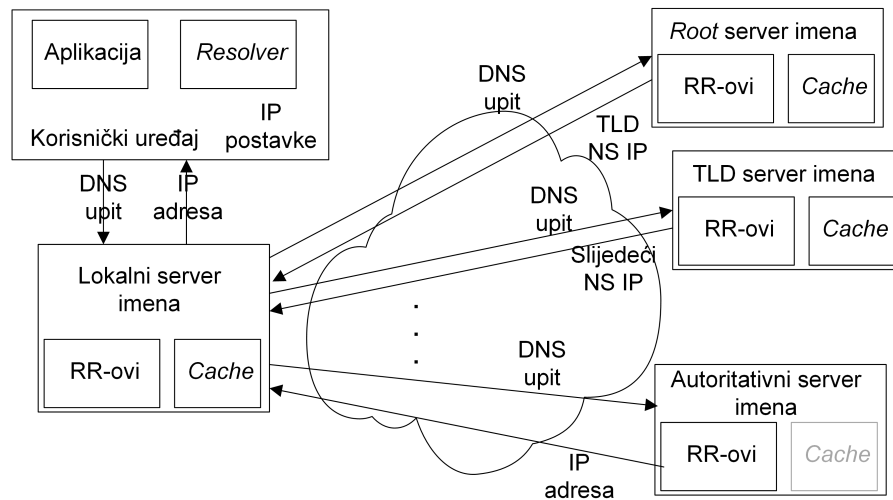 Aplikacija
Resolver
IP
postavke
Korisnički uređaj
DNS
upit
IP
adresa
Lokalni server
imena
RR-ovi
Cache
DNS
upit
TLD
NS IP
DNS
upit
Slijedeći
NS IP
.
.
.
DNS
upit
IP
adresa
Root server imena
RR-ovi
Cache
TLD server imena
RR-ovi
Cache
Autoritativni server
imena
RR-ovi
Cache